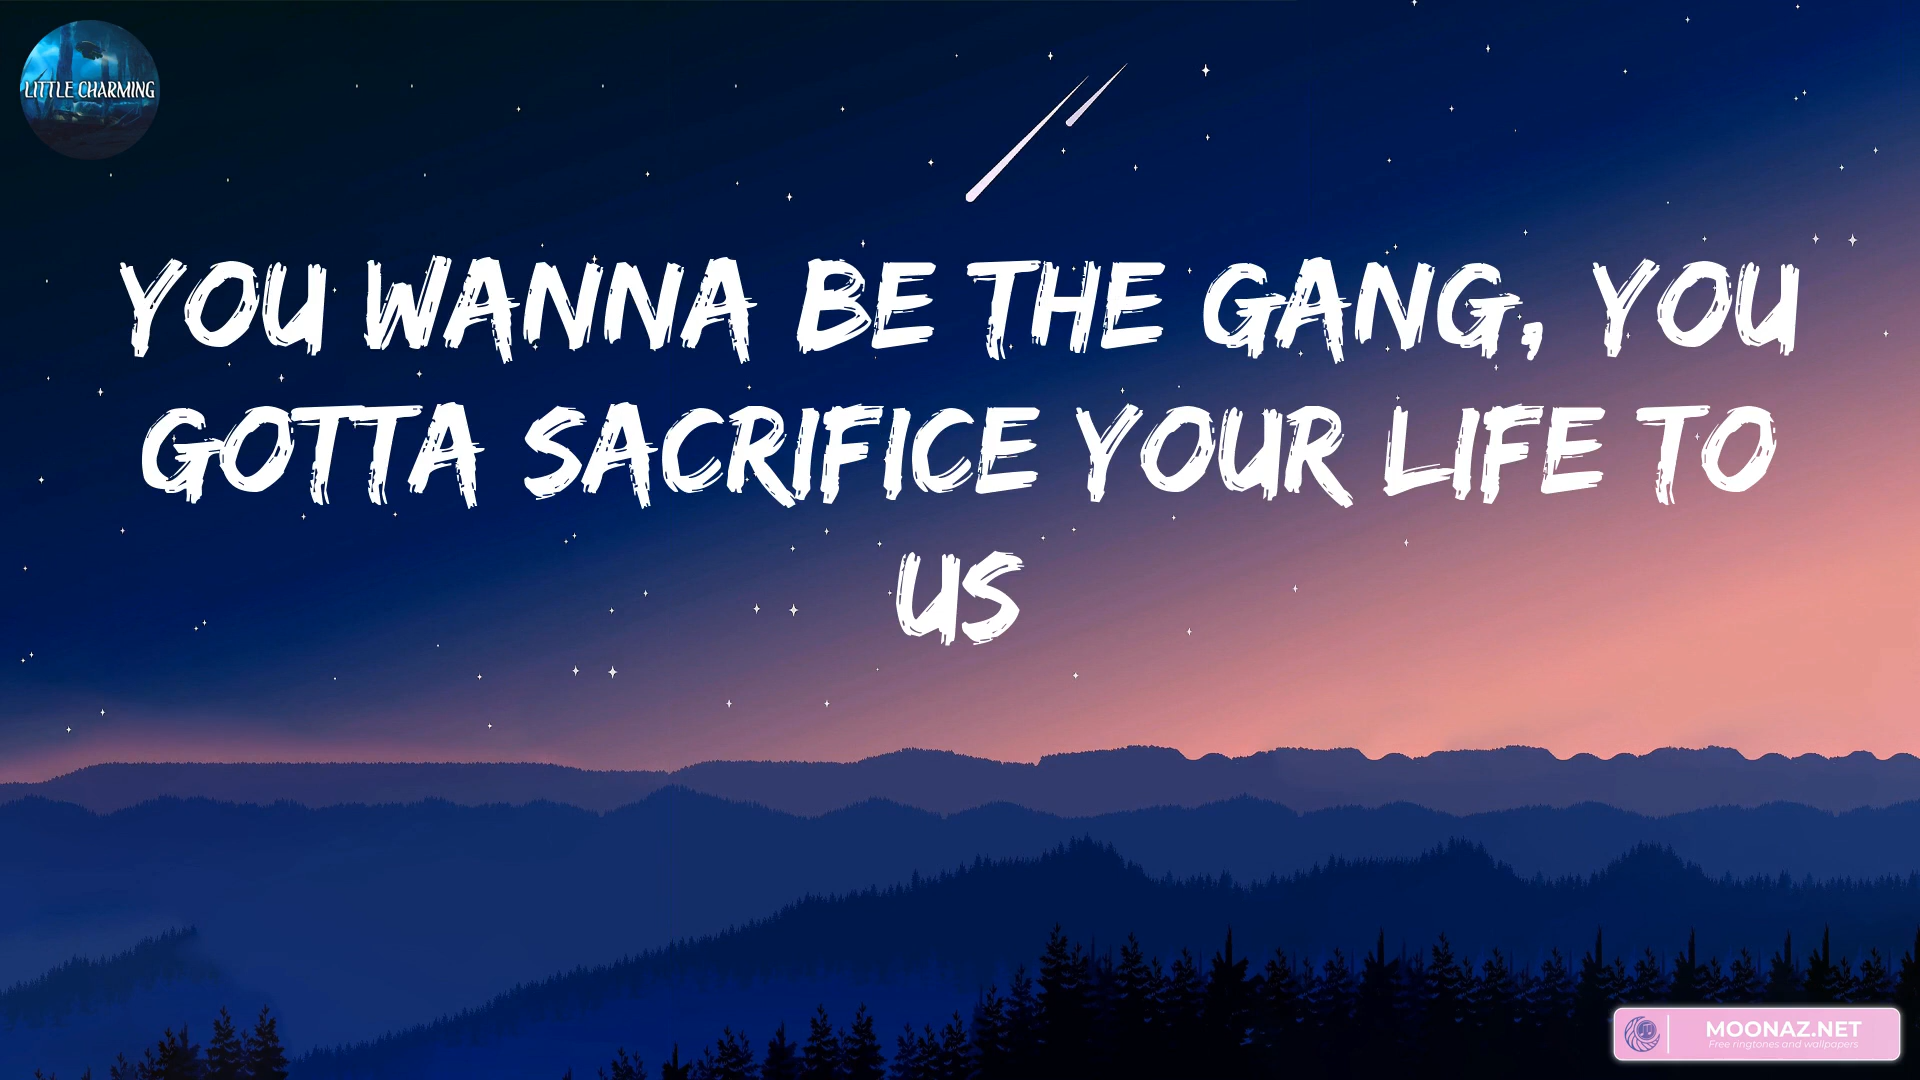 LITTLE CHARMING
YOU WANNA BE THE GANG, YOU
GOTTA SACRIFICE YOUR LIFE TO
US
MOONAZ.NET
Free ringtones and wallpapers